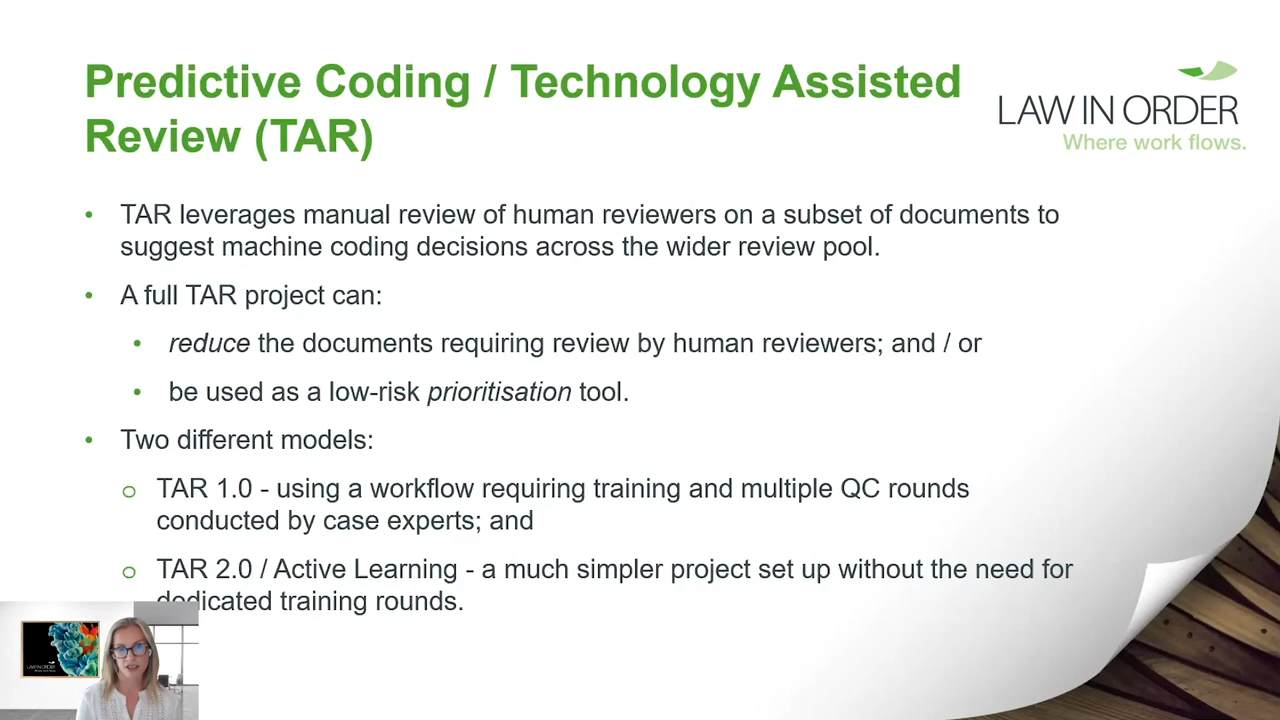 Predictive Coding / Technology Assisted
Review (TAR)
LAW IN ORDER
Where work flows.
• TAR leverages manual review of human reviewers on a subset of documents to
suggest machine coding decisions across the wider review pool.
• A full TAR project can:
• reduce the documents requiring review by human reviewers; and / or
• be used as a low-risk prioritisation tool.
• Two different models:
o TAR 1.0 - using a workflow requiring training and multiple QC rounds
conducted by case experts; and
o TAR 2.0 / Active Learning - a much simpler project set up without the need for
dedicated training rounds.
LAW IN ORDER